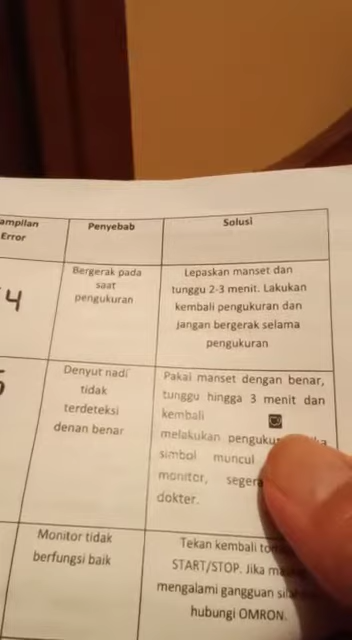 ampilan
Error
Penyebab
Solusi
4
Bergerak pada
saat
pengukuran
Lepaskan manset dan
tunggu 2-3 menit. Lakukan
kembali pengukuran dan
jangan bergerak selama
pengukuran
Denyut nadi
tidak
terdeteksi
denan benar
Pakai manset dengan benar,
tunggu hingga 3 menit dan
kembali
melakukan
simbol muncul
monitor, segera
dokter.
Monitor tidak
berfungsi baik
Tekan kembali
START/STOP. Jika
mengalami gangguan
hubungi OMRON.